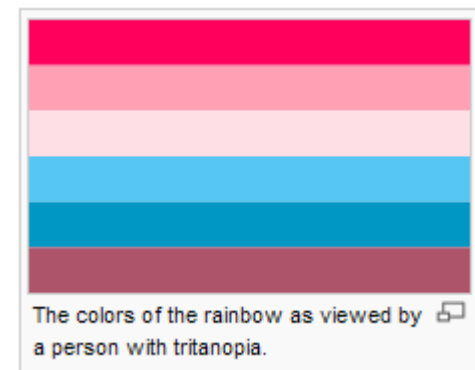 The colors of the rainbow as viewed by
a person with tritanopia.